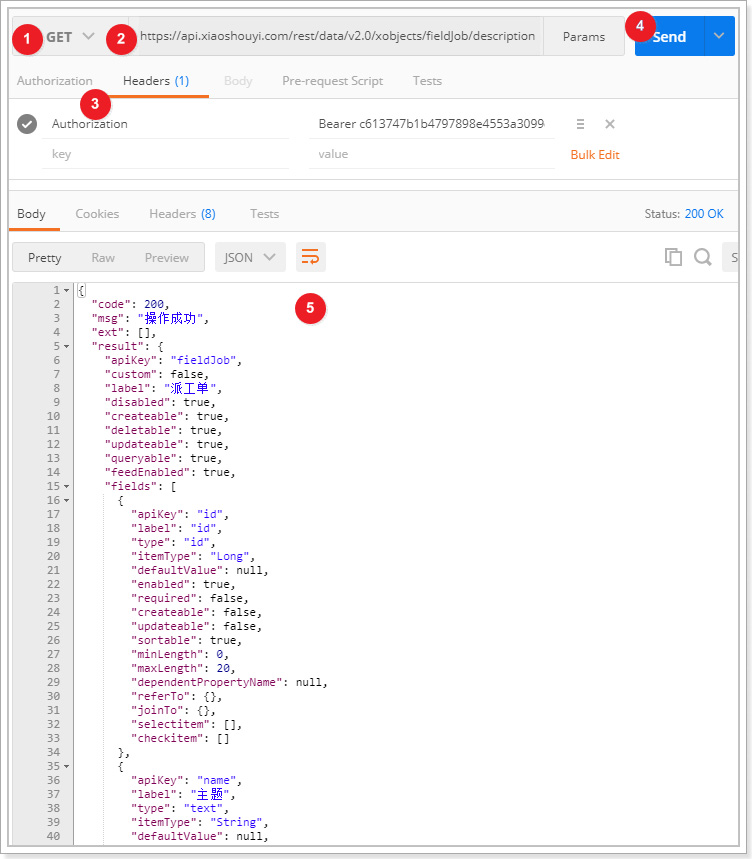 1 GET 2 https://api.xiaoshouyi.com/rest/data/v2.0/xobjects/fieldJob/description Params 4 Send
Authorization Headers (1) Body Pre-request Script Tests
3
Authorization Bearer c613747b1b4797898e4553a3099
key value Bulk Edit
Body Cookies Headers (8) Tests Status: 200 OK
Pretty Raw Preview JSON S
5
1 {
2 "code": 200,
3 "msg": "操作成功",
4 "ext": [],
5 "result": {
6 "apiKey": "fieldJob",
7 "custom": false,
8 "label": "派工单",
9 "disabled": true,
10 "createable": true,
11 "deletable": true,
12 "updateable": true,
13 "queryable": true,
14 "feedEnabled": true,
15 "fields": [
16 {
17 "apiKey": "id",
18 "label": "id",
19 "type": "id",
20 "itemType": "Long",
21 "defaultValue": null,
22 "enabled": true,
23 "required": false,
24 "createable": false,
25 "updateable": false,
26 "sortable": true,
27 "minLength": 0,
28 "maxLength": 20,
29 "dependentPropertyName": null,
30 "referTo": {},
31 "joinTo": {},
32 "selectitem": [],
33 "checkitem": []
34 },
35 {
36 "apiKey": "name",
37 "label": "主题",
38 "type": "text",
39 "itemType": "String",
40 "defaultValue": null,